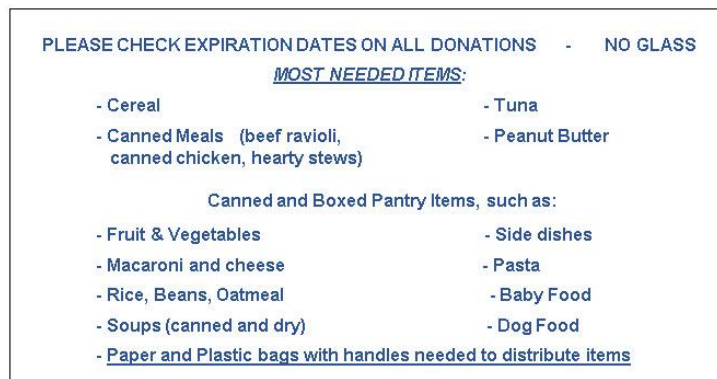 PLEASE CHECK EXPIRATION DATES ON ALL DONATIONS - NO GLASS
MOST NEEDED ITEMS:
- Cereal - Tuna
- Canned Meals (beef ravioli, - Peanut Butter
canned chicken, hearty stews)
Canned and Boxed Pantry Items, such as:
- Fruit & Vegetables - Side dishes
- Macaroni and cheese - Pasta
- Rice, Beans, Oatmeal - Baby Food
- Soups (canned and dry) - Dog Food
- Paper and Plastic bags with handles needed to distribute items